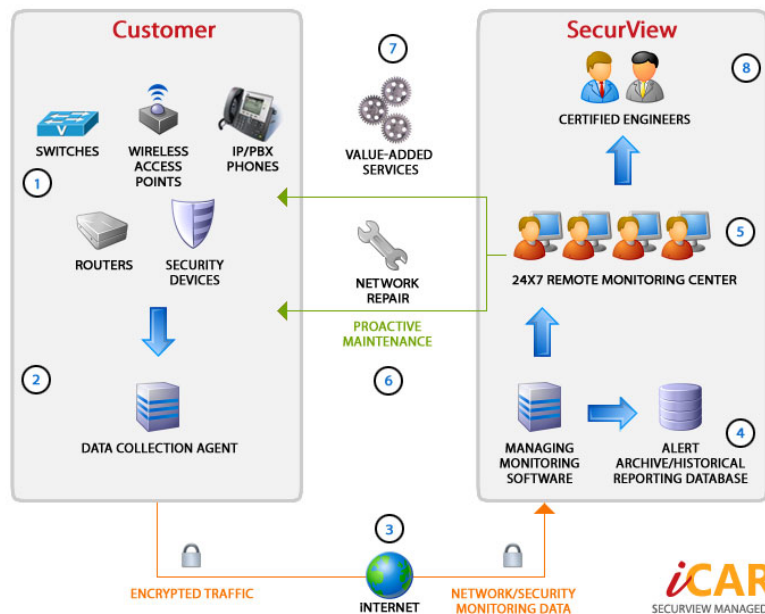 Customer
SWITCHES
WIRELESS
ACCESS
POINTS
IP/PBX
PHONES
1
ROUTERS
SECURITY
DEVICES
2
DATA COLLECTION AGENT
7
VALUE-ADDED
SERVICES
NETWORK
REPAIR
PROACTIVE
MAINTENANCE
6
SecurView
8
CERTIFIED ENGINEERS
5
24X7 REMOTE MONITORING CENTER
MANAGING
MONITORING
SOFTWARE
4
ALERT
ARCHIVE/HISTORICAL
REPORTING DATABASE
3
ENCRYPTED TRAFFIC
INTERNET
NETWORK/SECURITY
MONITORING DATA
iCAR
SECURVIEW MANAGED